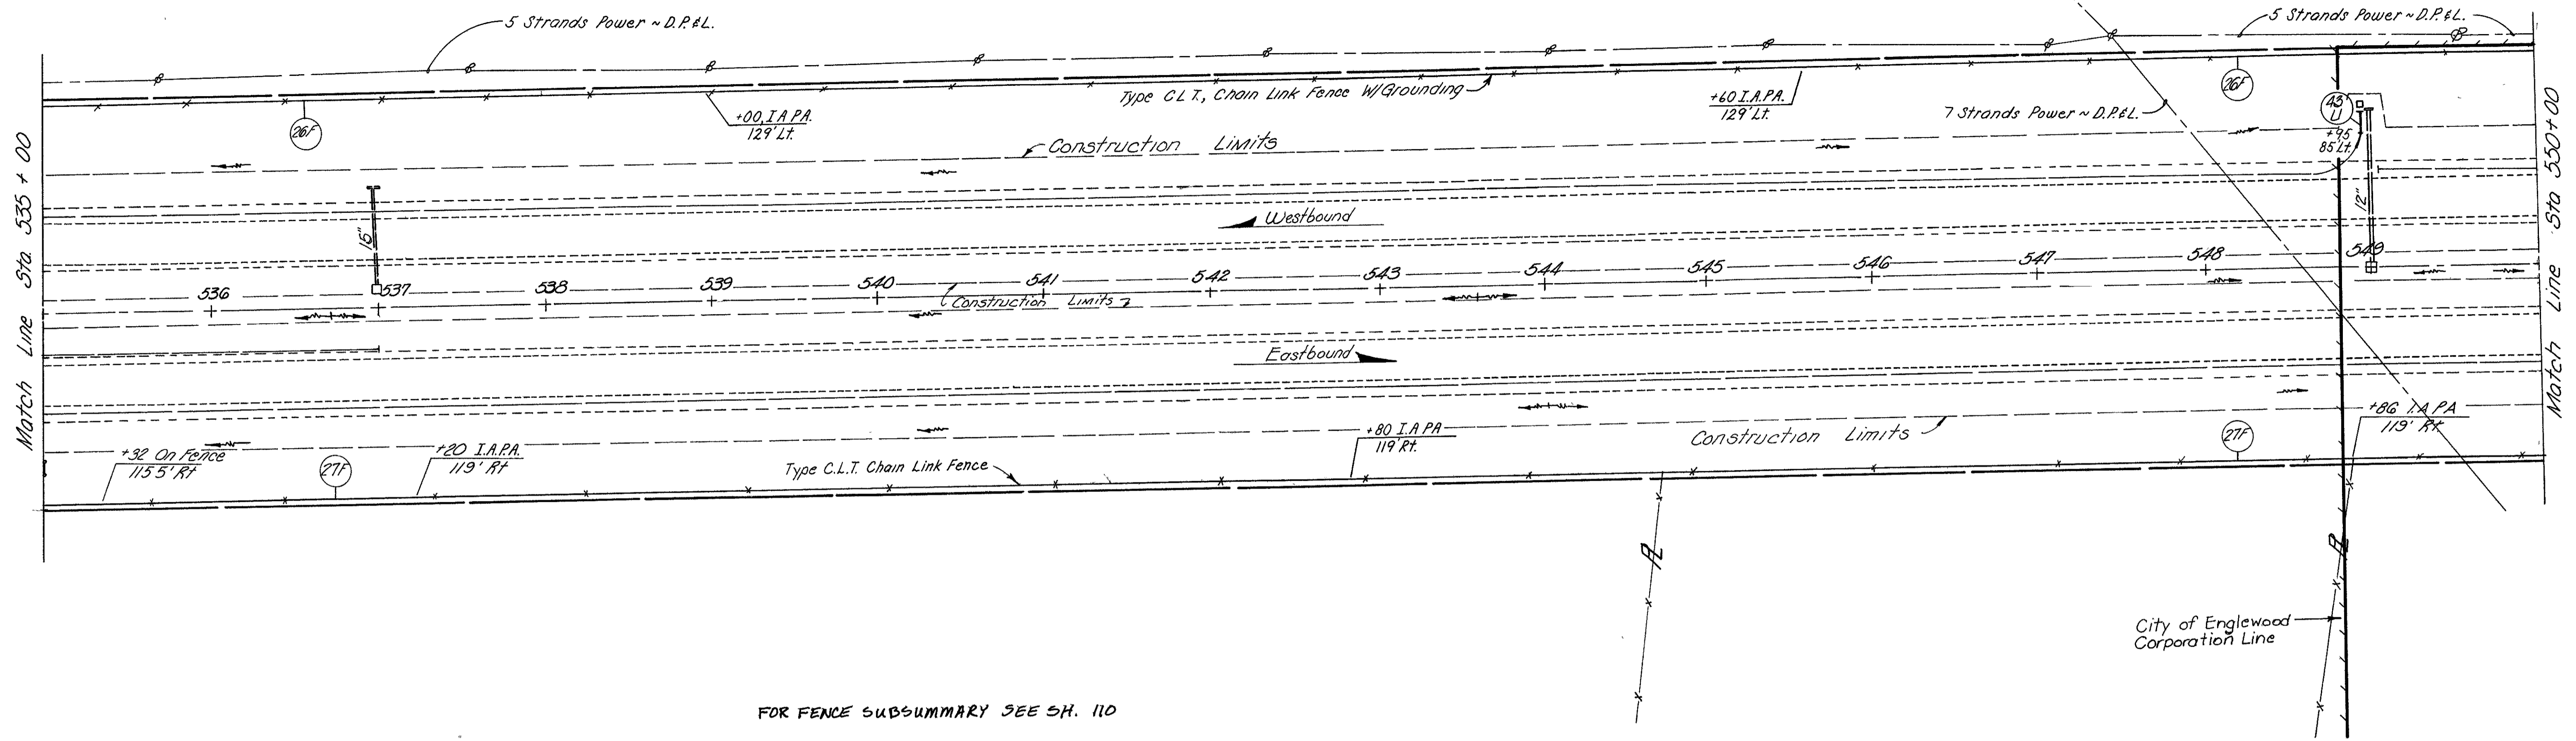 5 Strands Power ~ D.P.&L.
5 Strands Power ~ D.P.&L.
Type C.L.T., Chain Link Fence W/Grounding
+00, I A P.A.
129' Lt.
+60 I.A.P.A.
129' Lt.
7 Strands Power ~ D.P.&L.
26F
26F
43
U
+95
85' Lt.
Construction Limits
Match Line Sta 535 + 00
Match Line Sta 550+00
15"
12"
Westbound
536
537
538
539
540
541
542
543
544
545
546
547
548
549
Construction Limits
Eastbound
+32 On Fence
115 5' Rt
27F
+20 I.A.P.A.
119' Rt
Type C.L.T. Chain Link Fence
+80 I.A P.A
119' Rt.
Construction Limits
27F
+86 I.A PA
119' Rt
City of Englewood
Corporation Line
FOR FENCE SUBSUMMARY SEE SH. 110